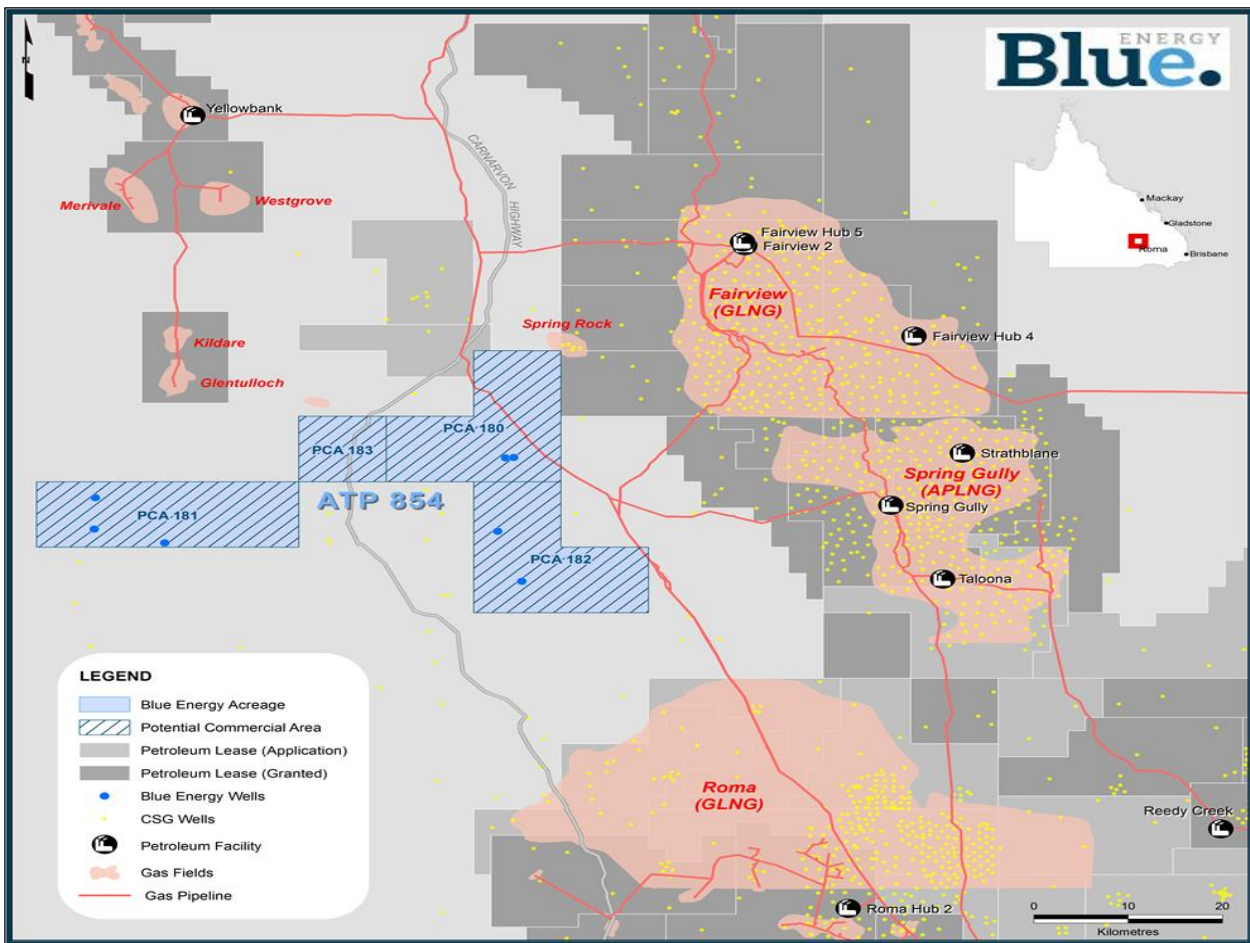 ENERGY
Blue.
N
Yellowbank
CARNARVON
HIGHWAY
Merivale
Westgrove
Mackay
Gladstone
Roma
Brisbane
Fairview Hub 5
Fairview 2
Fairview
(GLNG)
Spring Rock
Fairview Hub 4
Kildare
Glentulloch
PCA 180
PCA 183
Strathblane
Spring Gully
(APLNG)
ATP 854
Spring Gully
PCA 181
PCA 182
Taloona
LEGEND
Blue Energy Acreage
Potential Commercial Area
Petroleum Lease (Application)
Petroleum Lease (Granted)
Blue Energy Wells
CSG Wells
Petroleum Facility
Gas Fields
Gas Pipeline
Roma
(GLNG)
Reedy Creek
Roma Hub 2
0 10 20
Kilometres